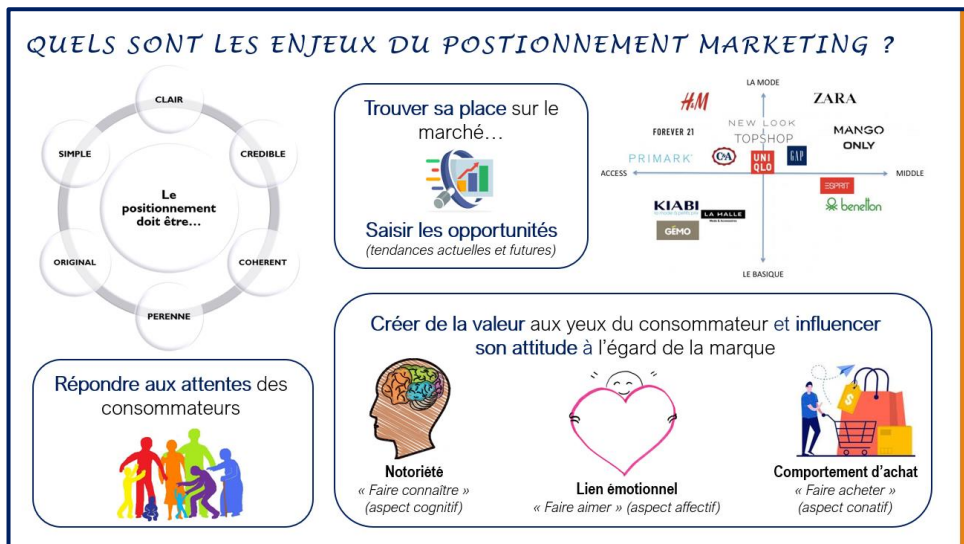 QUELS SONT LES ENJEUX DU POSTIONNEMENT MARKETING ?
CLAIR
SIMPLE
CREDIBLE
Le
positionnement
doit être...
ORIGINAL
COHERENT
PERENNE
Trouver sa place sur le
marché...
Saisir les opportunités
(tendances actuelles et futures)
LA MODE
H&M
ZARA
NEW LOOK
FOREVER 21
TOPSHOP
MANGO
ONLY
PRIMARK
C&A
UNI
QLO
GAP
ACCESS
MIDDLE
ESPRIT
KIABI
benetton
LA HALLE
GÉMO
LE BASIQUE
Répondre aux attentes des
consommateurs
Créer de la valeur aux yeux du consommateur et influencer
son attitude à l'égard de la marque
$
Notoriété
« Faire connaître »
(aspect cognitif)
Lien émotionnel
« Faire aimer » (aspect affectif)
Comportement d'achat
« Faire acheter »
(aspect conatif)